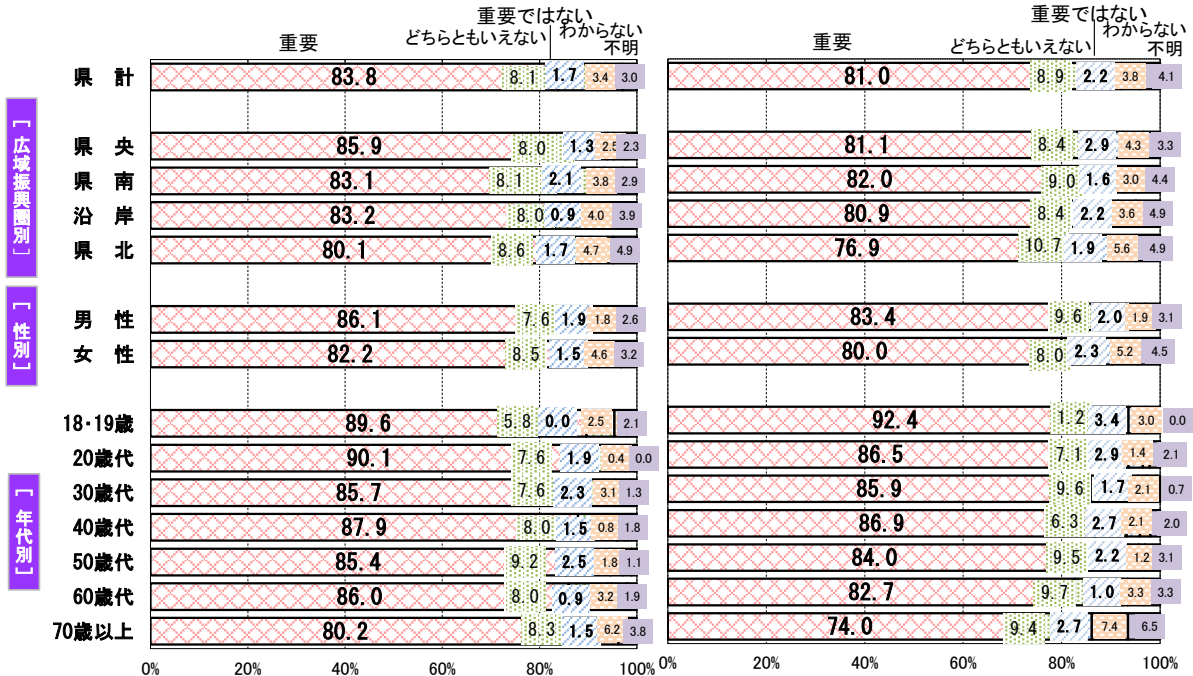 重要ではない 重要ではない
重要 どちらともいえない わからない 重要 どちらともいえない わからない
不明 不明
県 計 83.8 8.1 1.7 3.4 3.0 81.0 8.9 2.2 3.8 4.1
[広域振興圏別]
県 央 85.9 8.0 1.3 2.5 2.3 81.1 8.4 2.9 4.3 3.3
県 南 83.1 8.1 2.1 3.8 2.9 82.0 9.0 1.6 3.0 4.4
沿 岸 83.2 8.0 0.9 4.0 3.9 80.9 8.4 2.2 3.6 4.9
県 北 80.1 8.6 1.7 4.7 4.9 76.9 10.7 1.9 5.6 4.9
[性別]
男 性 86.1 7.6 1.9 1.8 2.6 83.4 9.6 2.0 1.9 3.1
女 性 82.2 8.5 1.5 4.6 3.2 80.0 8.0 2.3 5.2 4.5
[年代別]
18・19歳 89.6 5.8 0.0 2.5 2.1 92.4 1.2 3.4 3.0 0.0
20歳代 90.1 7.6 1.9 0.4 0.0 86.5 7.1 2.9 1.4 2.1
30歳代 85.7 7.6 2.3 3.1 1.3 85.9 9.6 1.7 2.1 0.7
40歳代 87.9 8.0 1.5 0.8 1.8 86.9 6.3 2.7 2.1 2.0
50歳代 85.4 9.2 2.5 1.8 1.1 84.0 9.5 2.2 1.2 3.1
60歳代 86.0 8.0 0.9 3.2 1.9 82.7 9.7 1.0 3.3 3.3
70歳以上 80.2 8.3 1.5 6.2 3.8 74.0 9.4 2.7 7.4 6.5
0% 20% 40% 60% 80% 100% 0% 20% 40% 60% 80% 100%